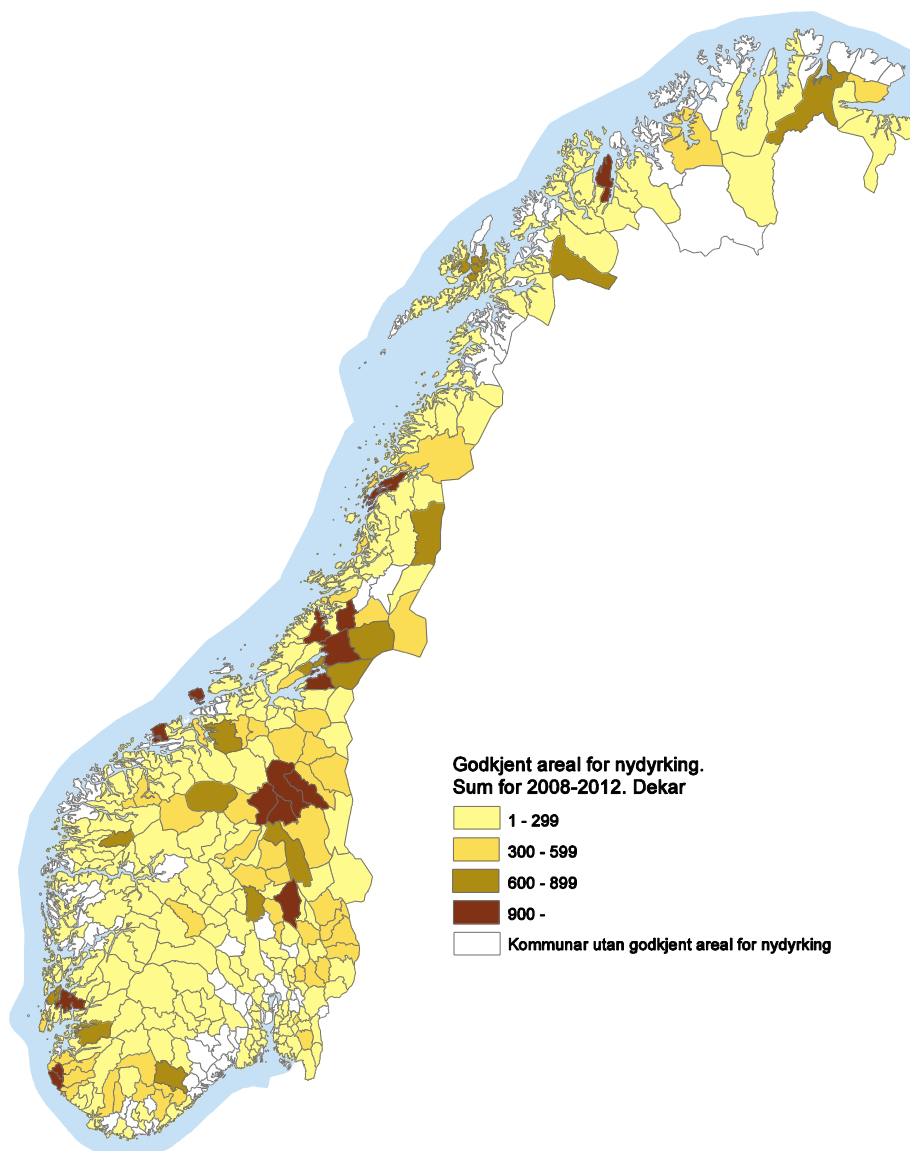 Godkjent areal for nydyrking.
Sum for 2008-2012. Dekar
1 - 299
300 - 599
600 - 899
900 -
Kommunar utan godkjent areal for nydyrking